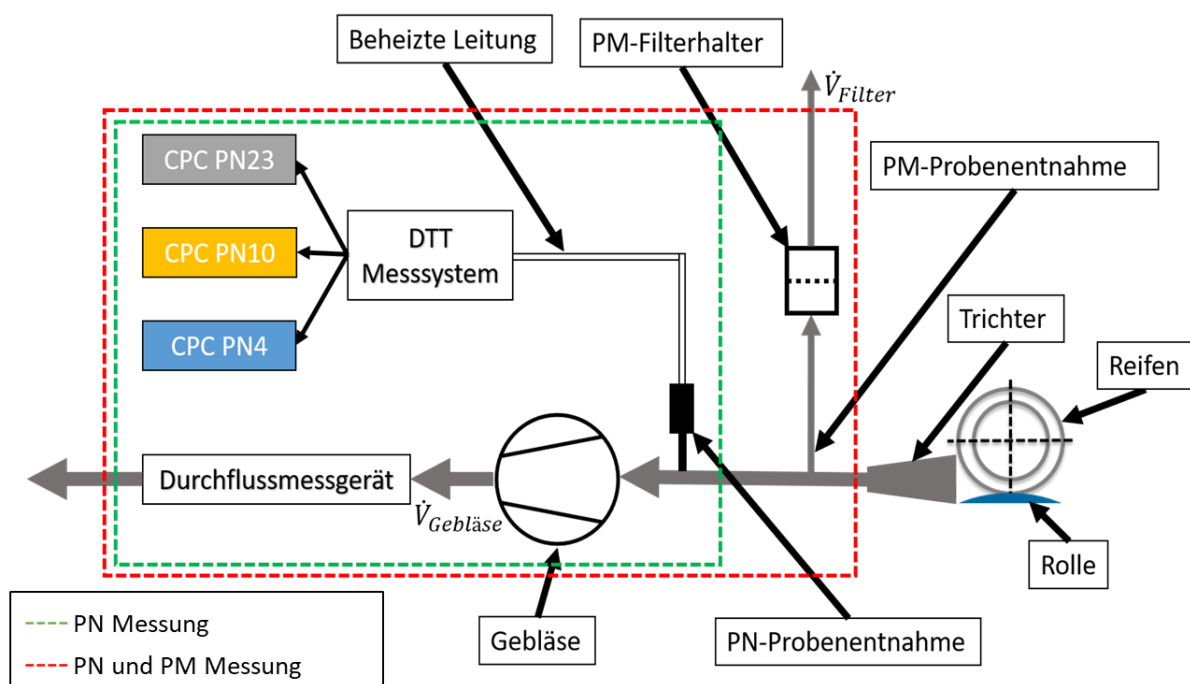 Beheizte Leitung
PM-Filterhalter
V̇Filter
CPC PN23
PM-Probenentnahme
DTT
Messsystem
CPC PN10
Trichter
CPC PN4
Reifen
Durchflussmessgerät
V̇Gebläse
Rolle
PN Messung
Gebläse
PN-Probenentnahme
PN und PM Messung